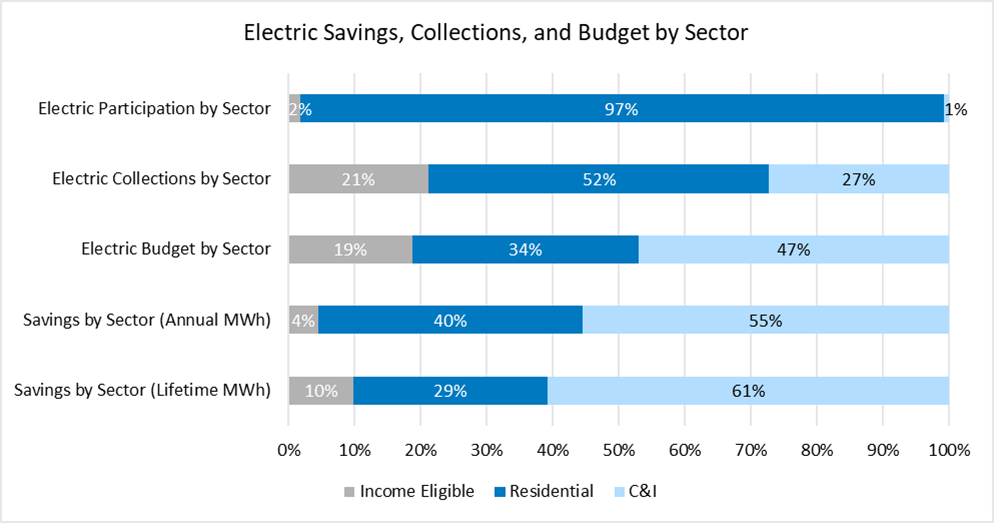 Electric Savings, Collections, and Budget by Sector
Electric Participation by Sector 2% 97% 1%
Electric Collections by Sector 21% 52% 27%
Electric Budget by Sector 19% 34% 47%
Savings by Sector (Annual MWh) 4% 40% 55%
Savings by Sector (Lifetime MWh) 10% 29% 61%
0% 10% 20% 30% 40% 50% 60% 70% 80% 90% 100%
Income Eligible Residential C&I